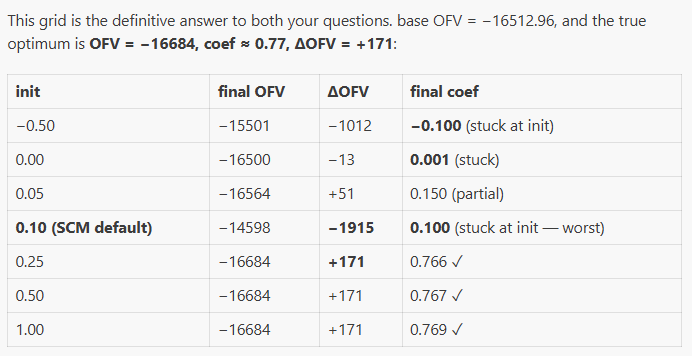 This grid is the definitive answer to both your questions. base OFV = −16512.96, and the true
optimum is OFV = −16684, coef ≈ 0.77, ΔOFV = +171:
init final OFV ΔOFV final coef
−0.50 −15501 −1012 −0.100 (stuck at init)
0.00 −16500 −13 0.001 (stuck)
0.05 −16564 +51 0.150 (partial)
0.10 (SCM default) −14598 −1915 0.100 (stuck at init — worst)
0.25 −16684 +171 0.766 ✓
0.50 −16684 +171 0.767 ✓
1.00 −16684 +171 0.769 ✓